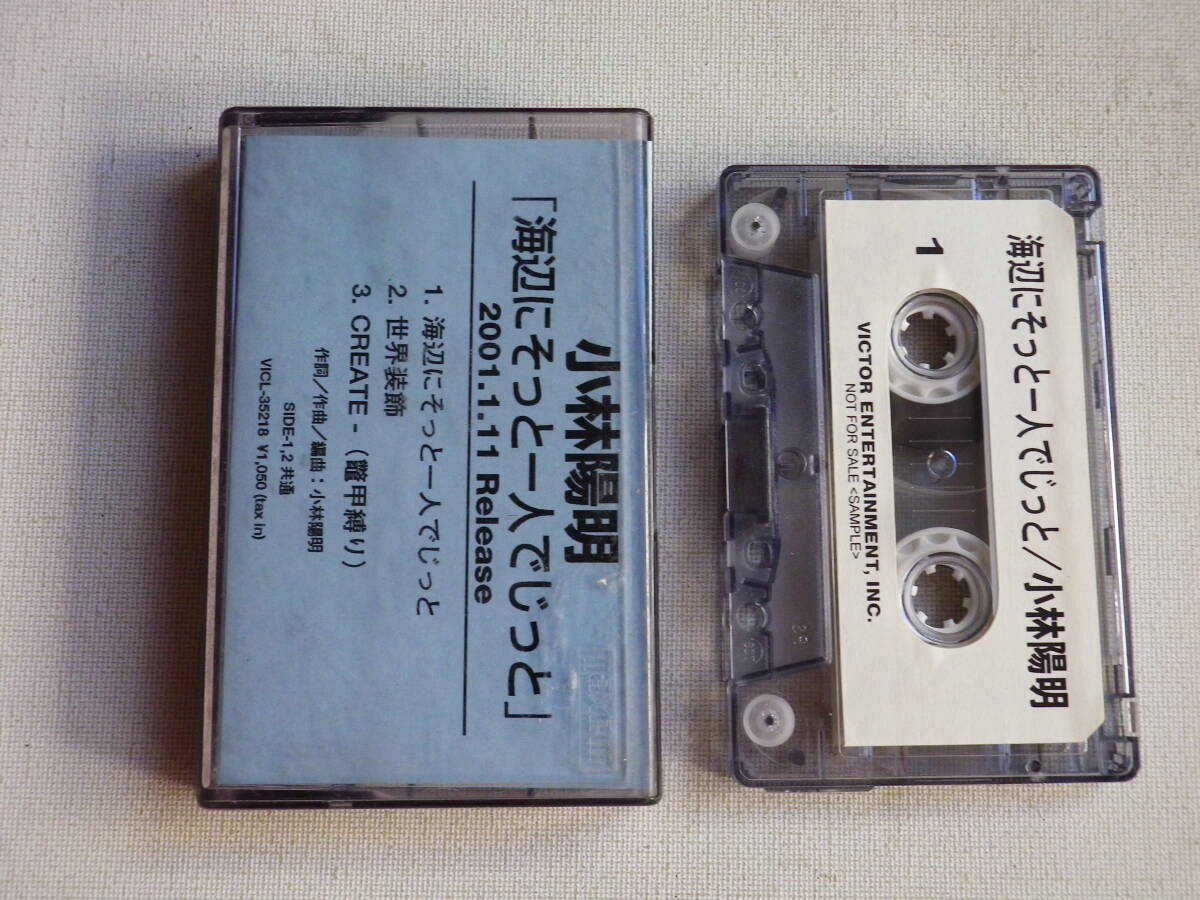 小林陽明
「海辺にそっと一人でじっと」
2001.1.11 Release
1. 海辺にそっと一人でじっと
2. 世界装飾
3. CREATE - （鼈甲縛り）
作詞／作曲／編曲：小林陽明
SIDE-1,2 共通
VICL-35218 ¥1,050 (tax in)
maxell
海辺にそっと一人でじっと／小林陽明
1
VICTOR ENTERTAINMENT, INC.
NOT FOR SALE <SAMPLE>